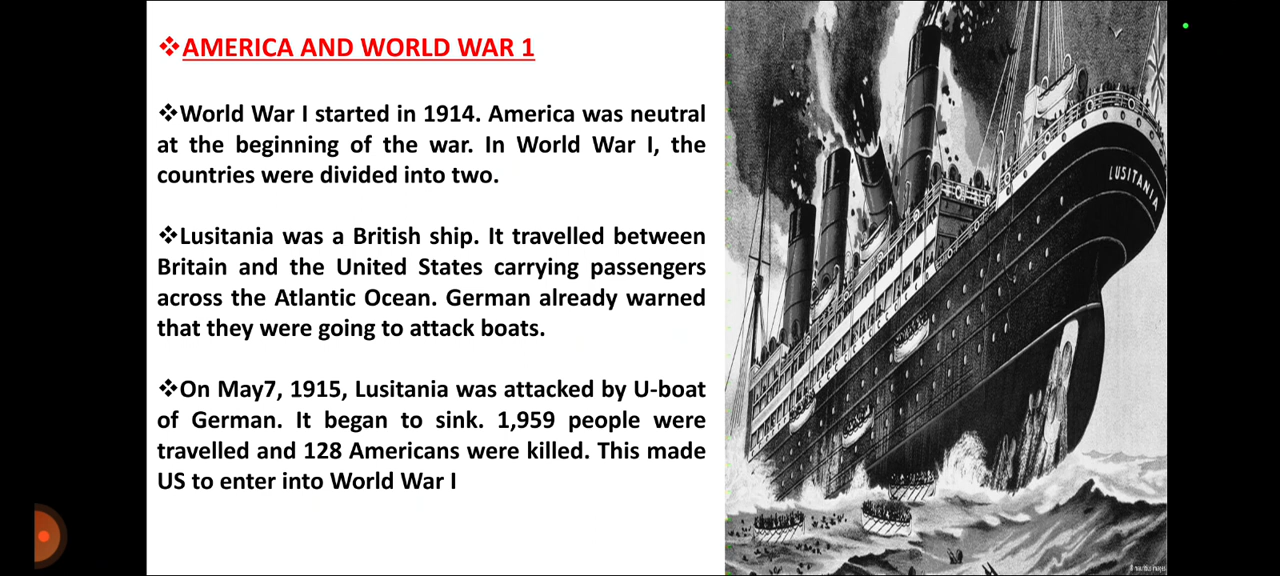 ❖AMERICA AND WORLD WAR 1
❖World War I started in 1914. America was neutral
at the beginning of the war. In World War I, the
countries were divided into two.
❖Lusitania was a British ship. It travelled between
Britain and the United States carrying passengers
across the Atlantic Ocean. German already warned
that they were going to attack boats.
❖On May7, 1915, Lusitania was attacked by U-boat
of German. It began to sink. 1,959 people were
travelled and 128 Americans were killed. This made
US to enter into World War I
LUSITANIA